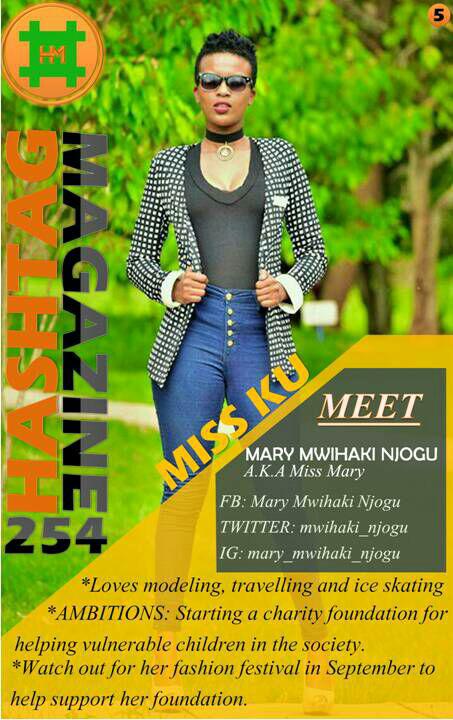 5
HM
HASHTAG
MAGAZINE
254
MISS KU
MEET
MARY MWIHAKI NJOGU
A.K.A Miss Mary
FB: Mary Mwihaki Njogu
TWITTER: mwihaki_njogu
IG: mary_mwihaki_njogu
*Loves modeling, travelling and ice skating
*AMBITIONS: Starting a charity foundation for
helping vulnerable children in the society.
*Watch out for her fashion festival in September to
help support her foundation.